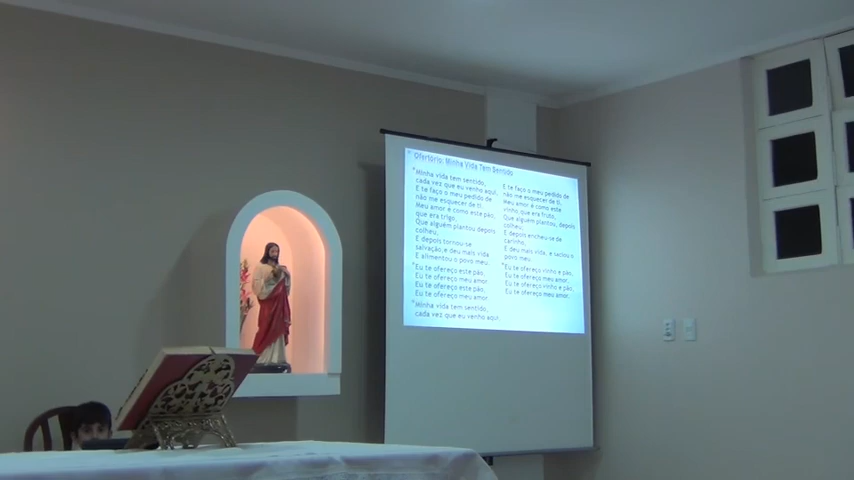 Ofertório: Minha Vida Tem Sentido
"Minha vida tem sentido,
cada vez que eu venho aqui.
E te faço o meu pedido de
não me esquecer de ti.
Meu amor é como este pão,
que era trigo,
Que alguém plantou depois
colheu,
E depois tornou-se
salvação, e deu mais vida
E alimentou o povo meu.
"Eu te ofereço este pão,
Eu te ofereço meu amor
Eu te ofereço este pão,
Eu te ofereço meu amor
"Minha vida tem sentido,
cada vez que eu venho aqui.
E te faço o meu pedido de
não me esquecer de ti,
Meu amor é como este
vinho que era fruto,
Que alguém plantou, depois
colheu
E depois encheu-se de
carinho,
E deu mais vida, e saciou o
povo meu.
"Eu te ofereço vinho e pão,
Eu te ofereço meu amor,
Eu te ofereço vinho e pão,
Eu te ofereço meu amor.